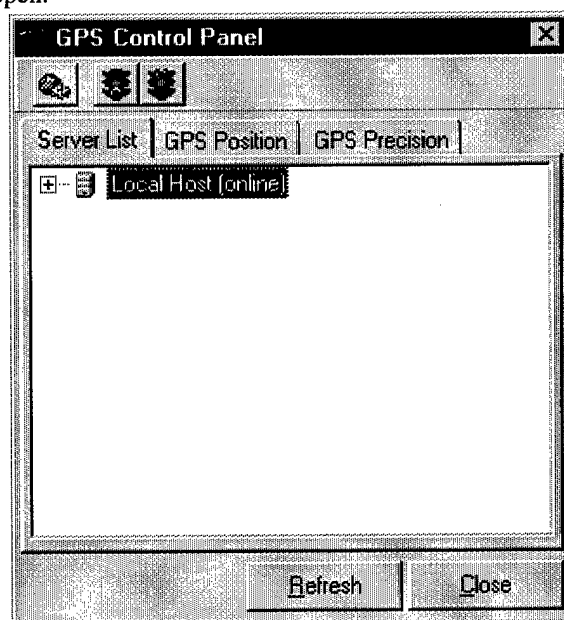 GPS Control Panel
Server List GPS Position GPS Precision
Local Host (online)
Refresh Close